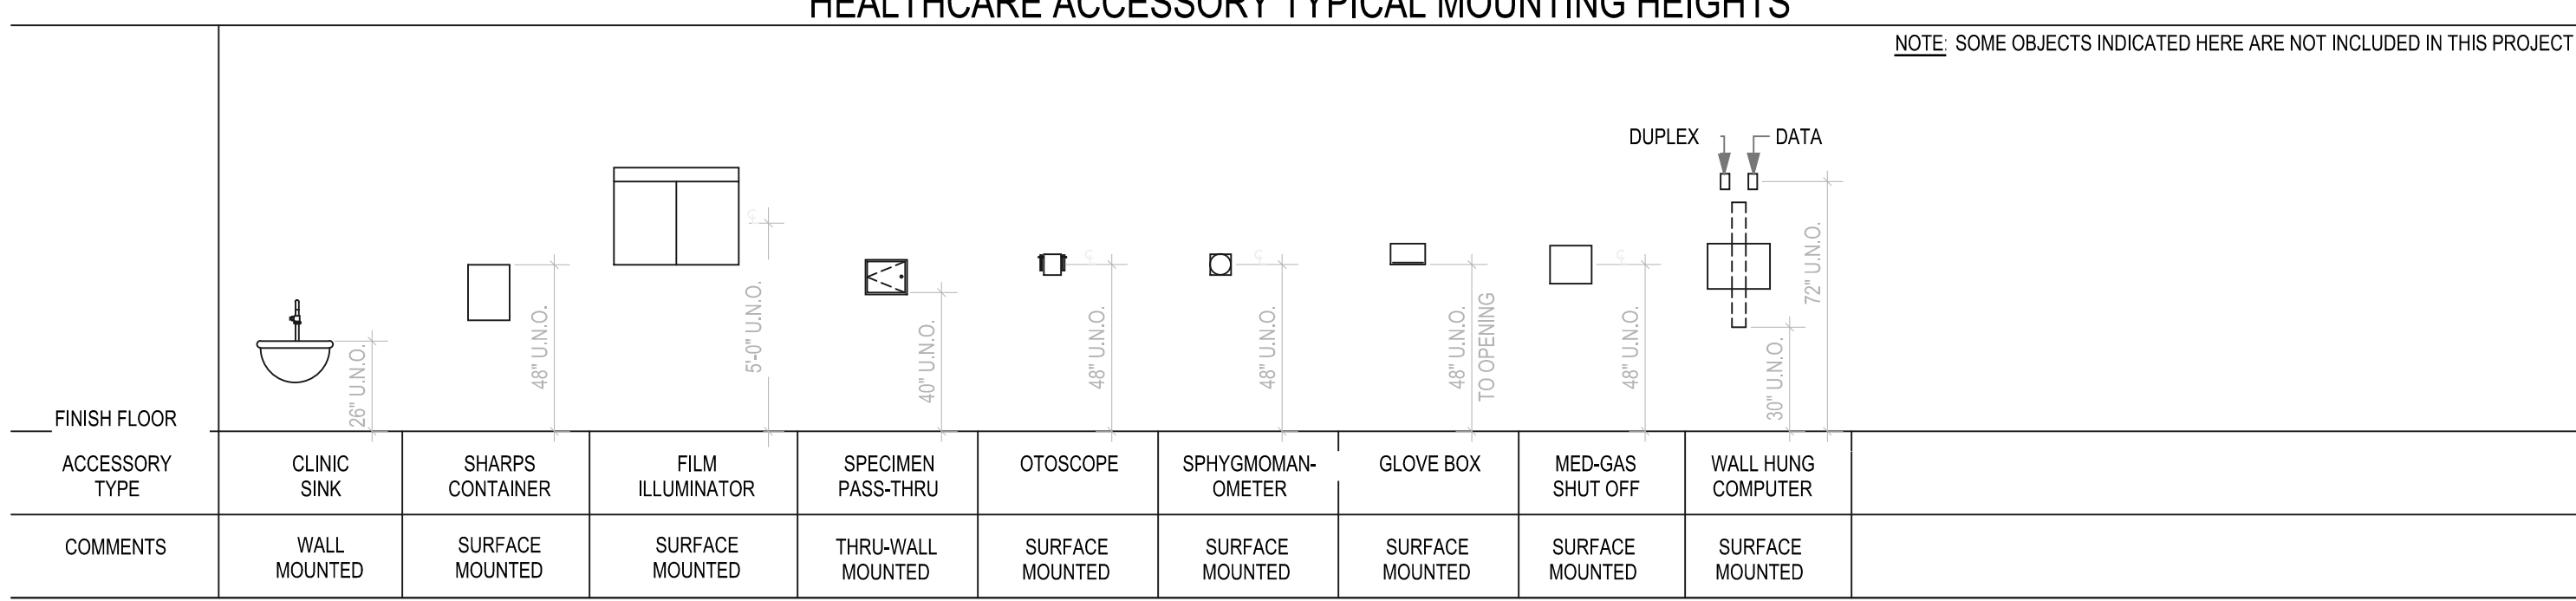 HEALTHCARE ACCESSORY TYPICAL MOUNTING HEIGHTS
NOTE: SOME OBJECTS INDICATED HERE ARE NOT INCLUDED IN THIS PROJECT
DUPLEX
DATA
26" U.N.O.
48" U.N.O.
5'-0" U.N.O.
40" U.N.O.
48" U.N.O.
48" U.N.O.
48" U.N.O.
TO OPENING
48" U.N.O.
30" U.N.O.
72" U.N.O.
FINISH FLOOR
ACCESSORY
TYPE
CLINIC
SINK
SHARPS
CONTAINER
FILM
ILLUMINATOR
SPECIMEN
PASS-THRU
OTOSCOPE
SPHYGMOMAN-
OMETER
GLOVE BOX
MED-GAS
SHUT OFF
WALL HUNG
COMPUTER
COMMENTS
WALL
MOUNTED
SURFACE
MOUNTED
SURFACE
MOUNTED
THRU-WALL
MOUNTED
SURFACE
MOUNTED
SURFACE
MOUNTED
SURFACE
MOUNTED
SURFACE
MOUNTED
SURFACE
MOUNTED